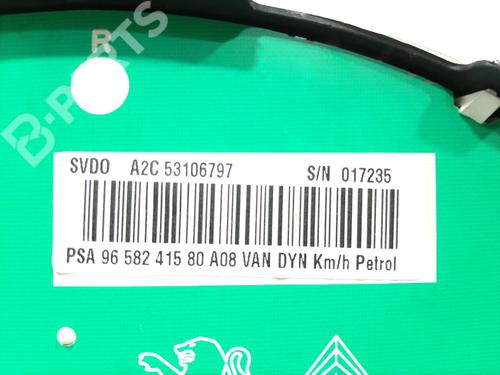 R
B-PARTS
SVDO A2C 53106797 S/N 017235
PSA 96 582 415 80 A08 VAN DYN Km/h Petrol